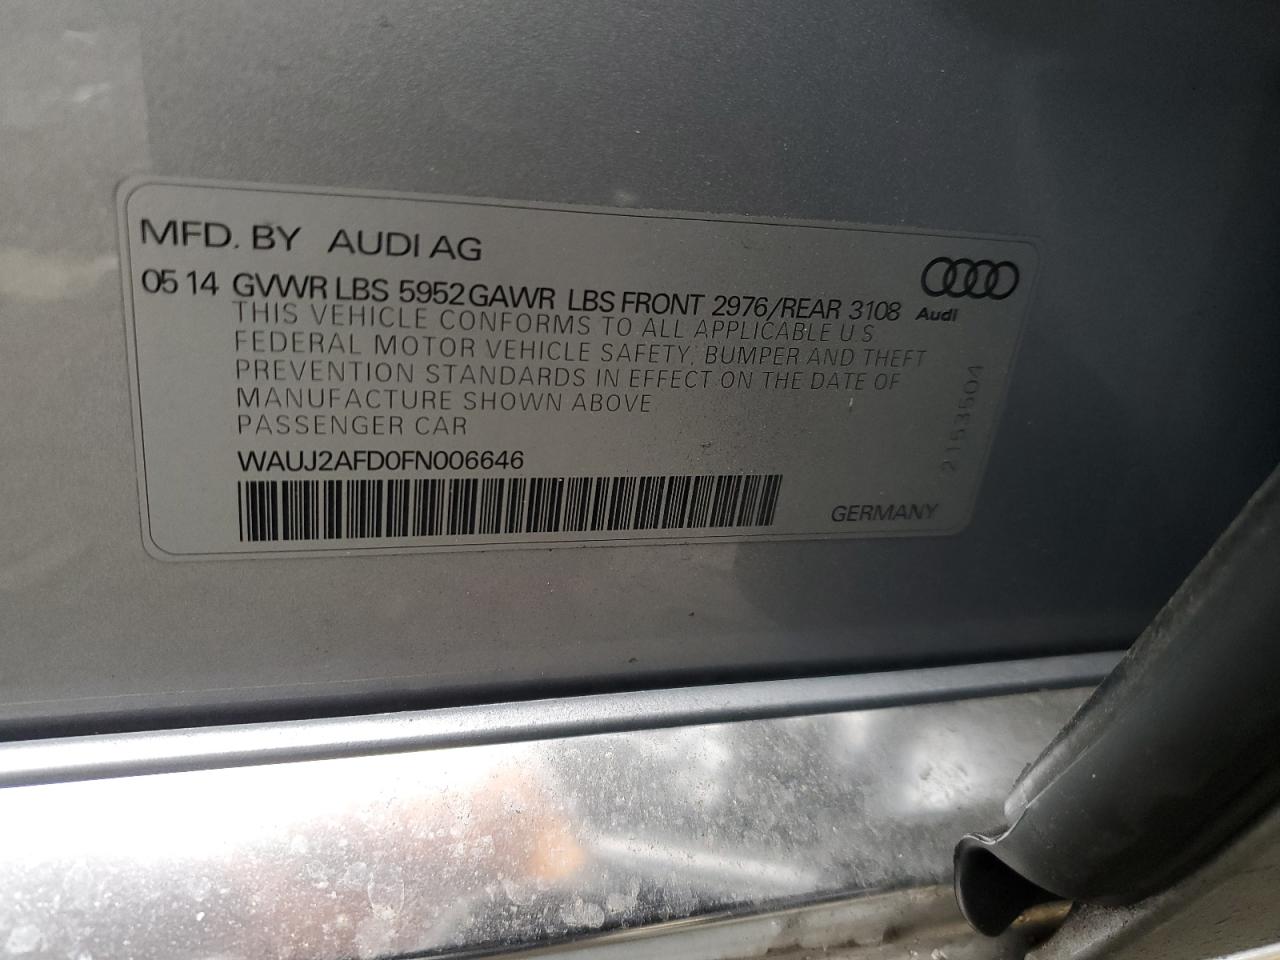 MFD. BY AUDI AG
05 14 GVWR LBS 5952 GAWR LBS FRONT 2976/REAR 3108
Audi
THIS VEHICLE CONFORMS TO ALL APPLICABLE U S
FEDERAL MOTOR VEHICLE SAFETY, BUMPER AND THEFT
PREVENTION STANDARDS IN EFFECT ON THE DATE OF
MANUFACTURE SHOWN ABOVE
PASSENGER CAR
WAUJ2AFD0FN006646
GERMANY
2153504